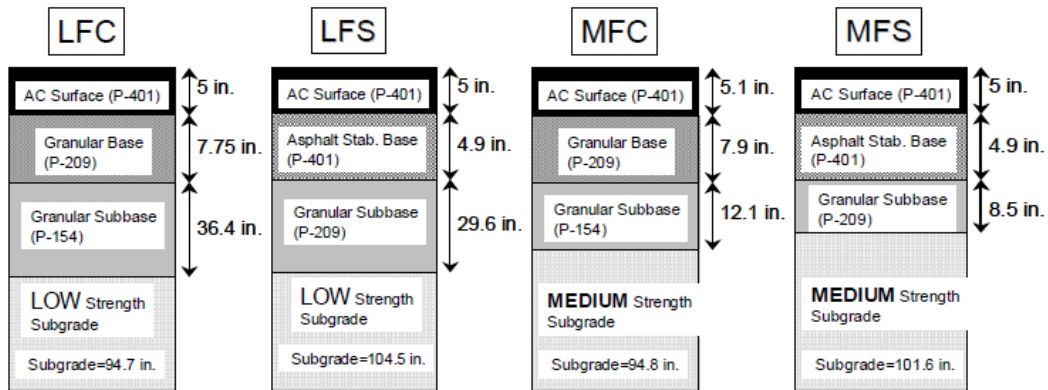 LFC
AC Surface (P-401)
5 in.
Granular Base
(P-209)
7.75 in.
Granular Subbase
(P-154)
36.4 in.
LOW Strength
Subgrade
Subgrade=94.7 in.
LFS
AC Surface (P-401)
5 in.
Asphalt Stab. Base
(P-401)
4.9 in.
Granular Subbase
(P-209)
29.6 in.
LOW Strength
Subgrade
Subgrade=104.5 in.
MFC
AC Surface (P-401)
5.1 in.
Granular Base
(P-209)
7.9 in.
Granular Subbase
(P-154)
12.1 in.
MEDIUM Strength
Subgrade
Subgrade=94.8 in.
MFS
AC Surface (P-401)
5 in.
Asphalt Stab. Base
(P-401)
4.9 in.
Granular Subbase
(P-209)
8.5 in.
MEDIUM Strength
Subgrade
Subgrade=101.6 in.